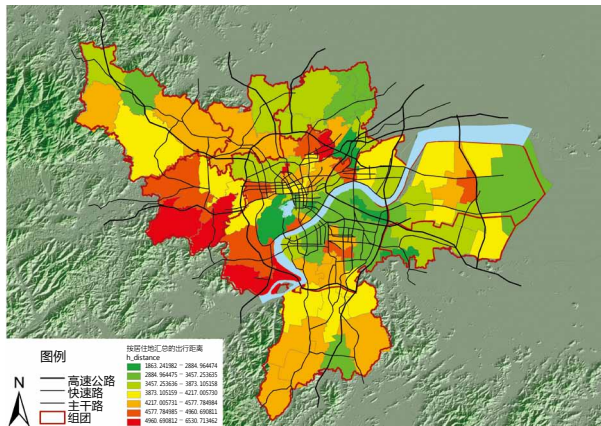 图例
N
高速公路
快速路
主干路
组团
按居住地汇总的出行距离
h_distance
1863.241982 - 2884.964474
2884.964475 - 3457.253635
3457.253636 - 3873.105158
3873.105159 - 4217.005730
4217.005731 - 4577.784984
4577.784985 - 4960.690811
4960.690812 - 6530.713462